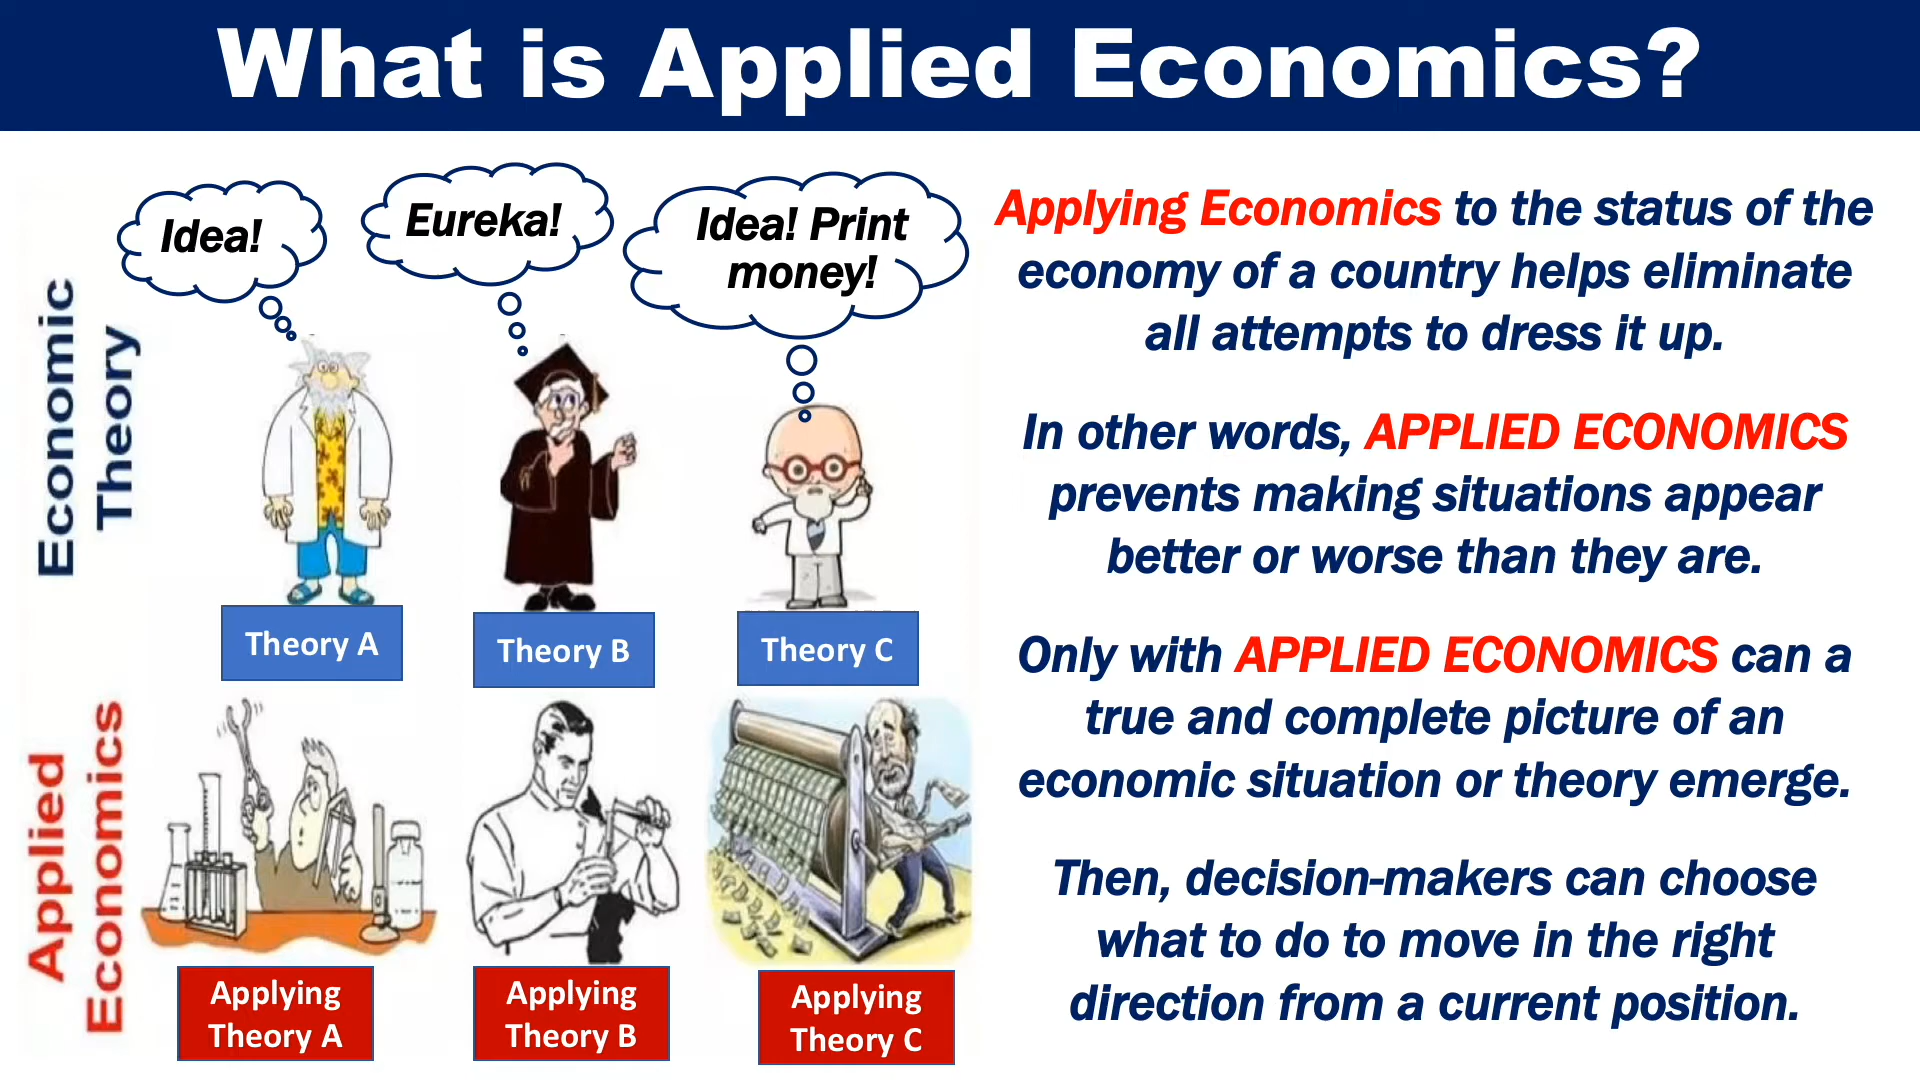 What is Applied Economics?
Idea!
Eureka!
Idea! Print
money!
Economic
Theory
Theory A
Theory B
Theory C
Applied
Economics
Applying
Theory A
Applying
Theory B
Applying
Theory C
Applying Economics to the status of the
economy of a country helps eliminate
all attempts to dress it up.
In other words, APPLIED ECONOMICS
prevents making situations appear
better or worse than they are.
Only with APPLIED ECONOMICS can a
true and complete picture of an
economic situation or theory emerge.
Then, decision-makers can choose
what to do to move in the right
direction from a current position.